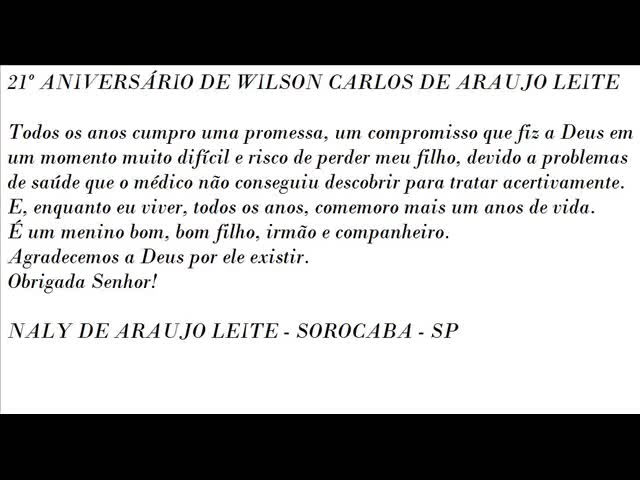 21º ANIVERSÁRIO DE WILSON CARLOS DE ARAUJO LEITE
Todos os anos cumpro uma promessa, um compromisso que fiz a Deus em
um momento muito difícil e risco de perder meu filho, devido a problemas
de saúde que o médico não conseguiu descobrir para tratar acertivamente.
E, enquanto eu viver, todos os anos, comemoro mais um anos de vida.
É um menino bom, bom filho, irmão e companheiro.
Agradecemos a Deus por ele existir.
Obrigada Senhor!
NALY DE ARAUJO LEITE - SOROCABA - SP